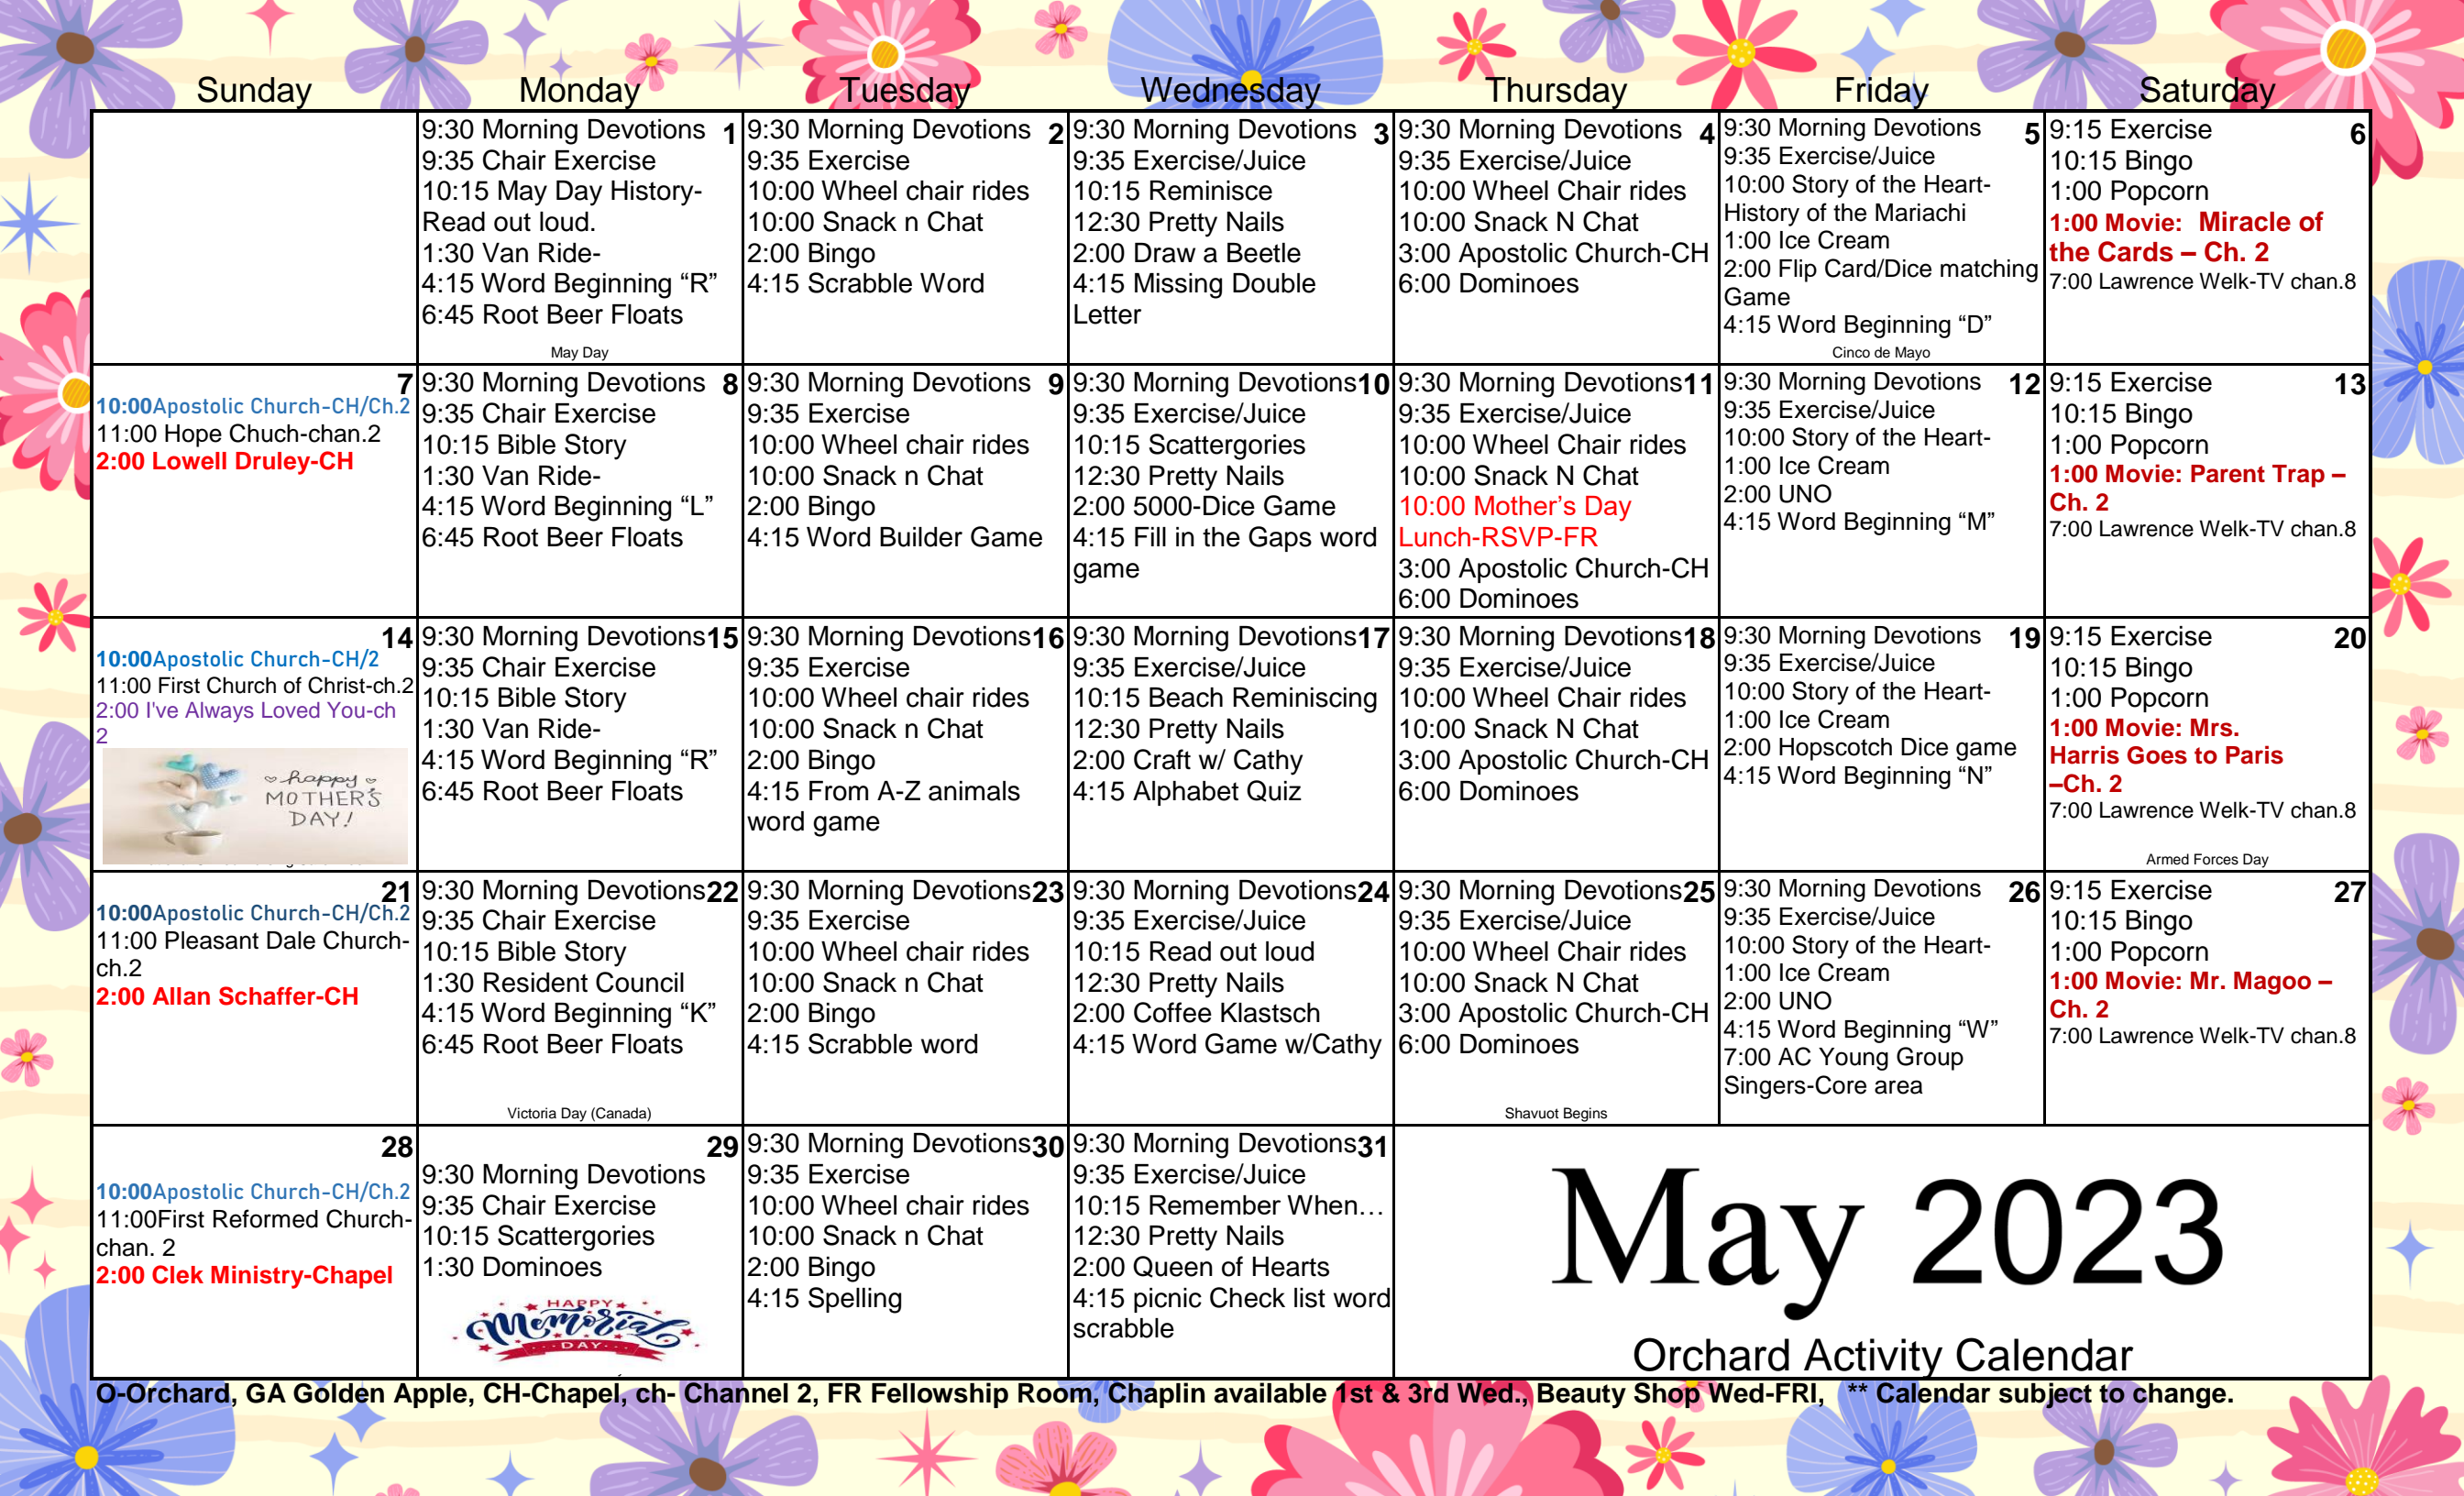 Sunday Monday Tuesday Wednesday Thursday Friday Saturday
9:30 Morning Devotions 1
9:35 Chair Exercise
10:15 May Day History-
Read out loud.
1:30 Van Ride-
4:15 Word Beginning “R”
6:45 Root Beer Floats
May Day
9:30 Morning Devotions 2
9:35 Exercise
10:00 Wheel chair rides
10:00 Snack n Chat
2:00 Bingo
4:15 Scrabble Word
9:30 Morning Devotions 3
9:35 Exercise/Juice
10:15 Reminisce
12:30 Pretty Nails
2:00 Draw a Beetle
4:15 Missing Double
Letter
9:30 Morning Devotions 4
9:35 Exercise/Juice
10:00 Wheel Chair rides
10:00 Snack N Chat
3:00 Apostolic Church-CH
6:00 Dominoes
9:30 Morning Devotions 5
9:35 Exercise/Juice
10:00 Story of the Heart-
History of the Mariachi
1:00 Ice Cream
2:00 Flip Card/Dice matching
Game
4:15 Word Beginning “D”
Cinco de Mayo
9:15 Exercise 6
10:15 Bingo
1:00 Popcorn
1:00 Movie: Miracle of
the Cards – Ch. 2
7:00 Lawrence Welk-TV chan.8
7
10:00Apostolic Church-CH/Ch.2
11:00 Hope Chuch-chan.2
2:00 Lowell Druley-CH
9:30 Morning Devotions 8
9:35 Chair Exercise
10:15 Bible Story
1:30 Van Ride-
4:15 Word Beginning “L”
6:45 Root Beer Floats
9:30 Morning Devotions 9
9:35 Exercise
10:00 Wheel chair rides
10:00 Snack n Chat
2:00 Bingo
4:15 Word Builder Game
9:30 Morning Devotions10
9:35 Exercise/Juice
10:15 Scattergories
12:30 Pretty Nails
2:00 5000-Dice Game
4:15 Fill in the Gaps word
game
9:30 Morning Devotions11
9:35 Exercise/Juice
10:00 Wheel Chair rides
10:00 Snack N Chat
10:00 Mother’s Day
Lunch-RSVP-FR
3:00 Apostolic Church-CH
6:00 Dominoes
9:30 Morning Devotions 12
9:35 Exercise/Juice
10:00 Story of the Heart-
1:00 Ice Cream
2:00 UNO
4:15 Word Beginning “M”
9:15 Exercise 13
10:15 Bingo
1:00 Popcorn
1:00 Movie: Parent Trap –
Ch. 2
7:00 Lawrence Welk-TV chan.8
14
10:00Apostolic Church-CH/2
11:00 First Church of Christ-ch.2
2:00 I've Always Loved You-ch
2
happy
MOTHER'S
DAY!
9:30 Morning Devotions15
9:35 Chair Exercise
10:15 Bible Story
1:30 Van Ride-
4:15 Word Beginning “R”
6:45 Root Beer Floats
9:30 Morning Devotions16
9:35 Exercise
10:00 Wheel chair rides
10:00 Snack n Chat
2:00 Bingo
4:15 From A-Z animals
word game
9:30 Morning Devotions17
9:35 Exercise/Juice
10:15 Beach Reminiscing
12:30 Pretty Nails
2:00 Craft w/ Cathy
4:15 Alphabet Quiz
9:30 Morning Devotions18
9:35 Exercise/Juice
10:00 Wheel Chair rides
10:00 Snack N Chat
3:00 Apostolic Church-CH
6:00 Dominoes
9:30 Morning Devotions 19
9:35 Exercise/Juice
10:00 Story of the Heart-
1:00 Ice Cream
2:00 Hopscotch Dice game
4:15 Word Beginning “N”
9:15 Exercise 20
10:15 Bingo
1:00 Popcorn
1:00 Movie: Mrs.
Harris Goes to Paris
–Ch. 2
7:00 Lawrence Welk-TV chan.8
Armed Forces Day
21
10:00Apostolic Church-CH/Ch.2
11:00 Pleasant Dale Church-
ch.2
2:00 Allan Schaffer-CH
9:30 Morning Devotions22
9:35 Chair Exercise
10:15 Bible Story
1:30 Resident Council
4:15 Word Beginning “K”
6:45 Root Beer Floats
Victoria Day (Canada)
9:30 Morning Devotions23
9:35 Exercise
10:00 Wheel chair rides
10:00 Snack n Chat
2:00 Bingo
4:15 Scrabble word
9:30 Morning Devotions24
9:35 Exercise/Juice
10:15 Read out loud
12:30 Pretty Nails
2:00 Coffee Klastsch
4:15 Word Game w/Cathy
9:30 Morning Devotions25
9:35 Exercise/Juice
10:00 Wheel Chair rides
10:00 Snack N Chat
3:00 Apostolic Church-CH
6:00 Dominoes
Shavuot Begins
9:30 Morning Devotions 26
9:35 Exercise/Juice
10:00 Story of the Heart-
1:00 Ice Cream
2:00 UNO
4:15 Word Beginning “W”
7:00 AC Young Group
Singers-Core area
9:15 Exercise 27
10:15 Bingo
1:00 Popcorn
1:00 Movie: Mr. Magoo –
Ch. 2
7:00 Lawrence Welk-TV chan.8
28
10:00Apostolic Church-CH/Ch.2
11:00First Reformed Church-
chan. 2
2:00 Clek Ministry-Chapel
29
9:30 Morning Devotions
9:35 Chair Exercise
10:15 Scattergories
1:30 Dominoes
HAPPY
Memorial
DAY
9:30 Morning Devotions30
9:35 Exercise
10:00 Wheel chair rides
10:00 Snack n Chat
2:00 Bingo
4:15 Spelling
9:30 Morning Devotions31
9:35 Exercise/Juice
10:15 Remember When…
12:30 Pretty Nails
2:00 Queen of Hearts
4:15 picnic Check list word
scrabble
May 2023
Orchard Activity Calendar
O-Orchard, GA Golden Apple, CH-Chapel, ch- Channel 2, FR Fellowship Room, Chaplin available 1st & 3rd Wed., Beauty Shop Wed-FRI, ** Calendar subject to change.